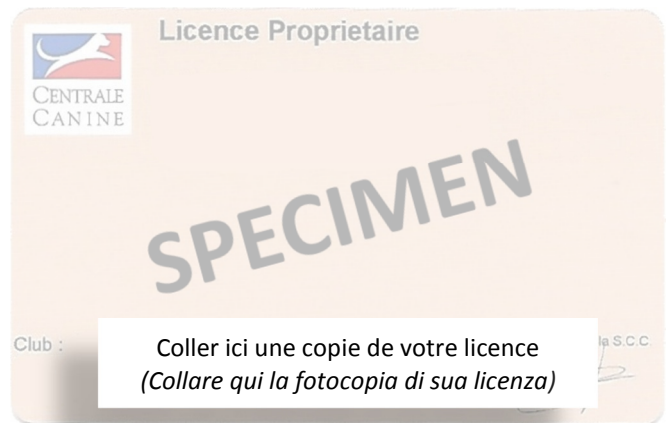 Licence Proprietaire
CENTRALE
CANINE
SPECIMEN
Club :
la S.C.C
Coller ici une copie de votre licence
(Collare qui la fotocopia di sua licenza)